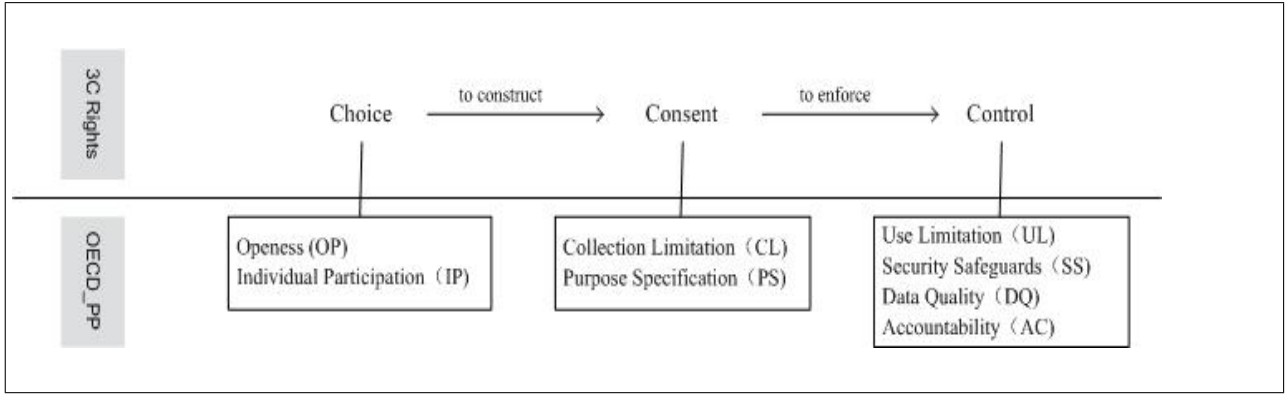 3C Rights
Choice
to construct
Consent
to enforce
Control
OECD_PP
Openess (OP)
Individual Participation（IP）
Collection Limitation（CL）
Purpose Specification（PS）
Use Limitation（UL）
Security Safeguards（SS）
Data Quality（DQ）
Accountability（AC）